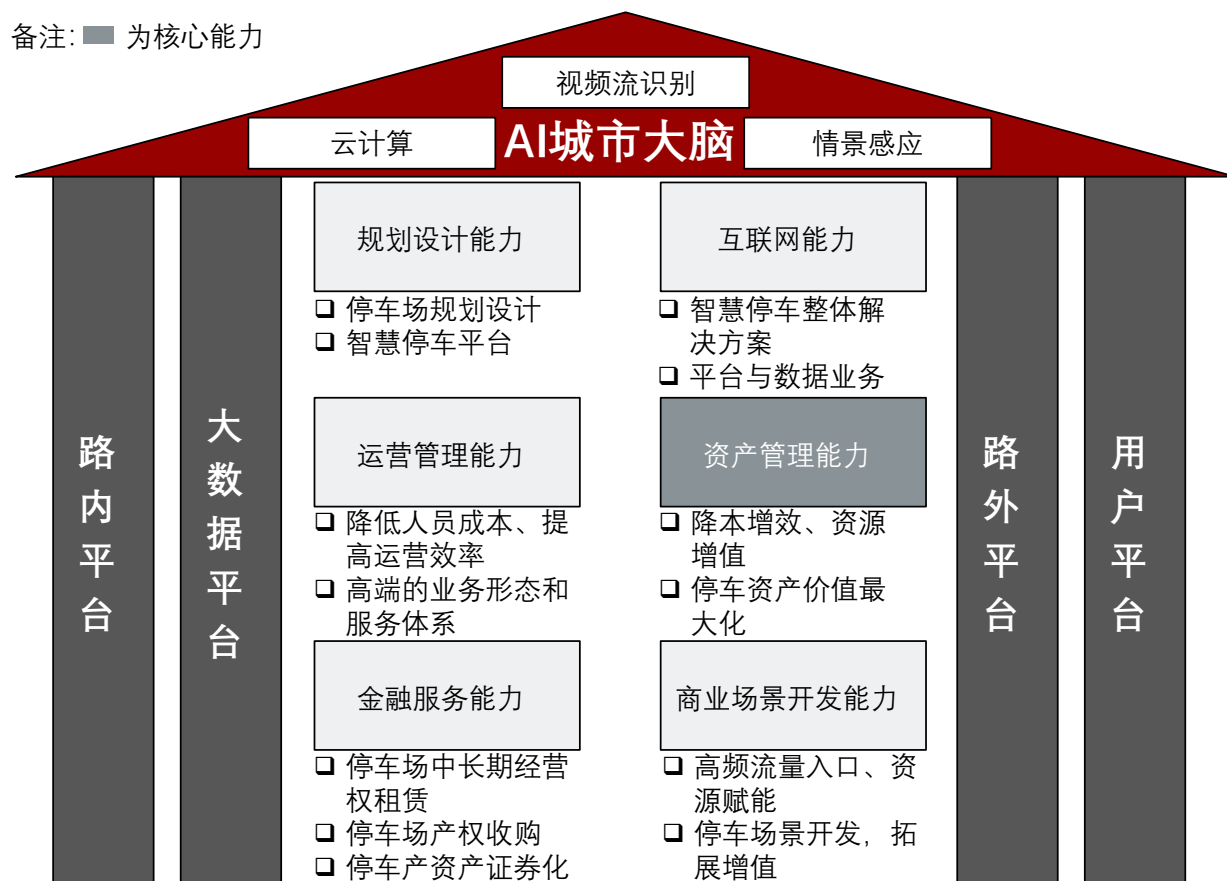 备注: 为核心能力
视频流识别
云计算
AI城市大脑
情景感应
路内平台
大数据平台
规划设计能力
停车场规划设计
智慧停车平台
互联网能力
智慧停车整体解
决方案
平台与数据业务
运营管理能力
降低人员成本、提
高运营效率
高端的业务形态和
服务体系
资产管理能力
降本增效、资源
增值
停车资产价值最
大化
金融服务能力
停车场中长期经营
权租赁
停车场产权收购
停车产资产证券化
商业场景开发能力
高频流量入口、资
源赋能
停车场景开发，拓
展增值
路外平台
用户平台